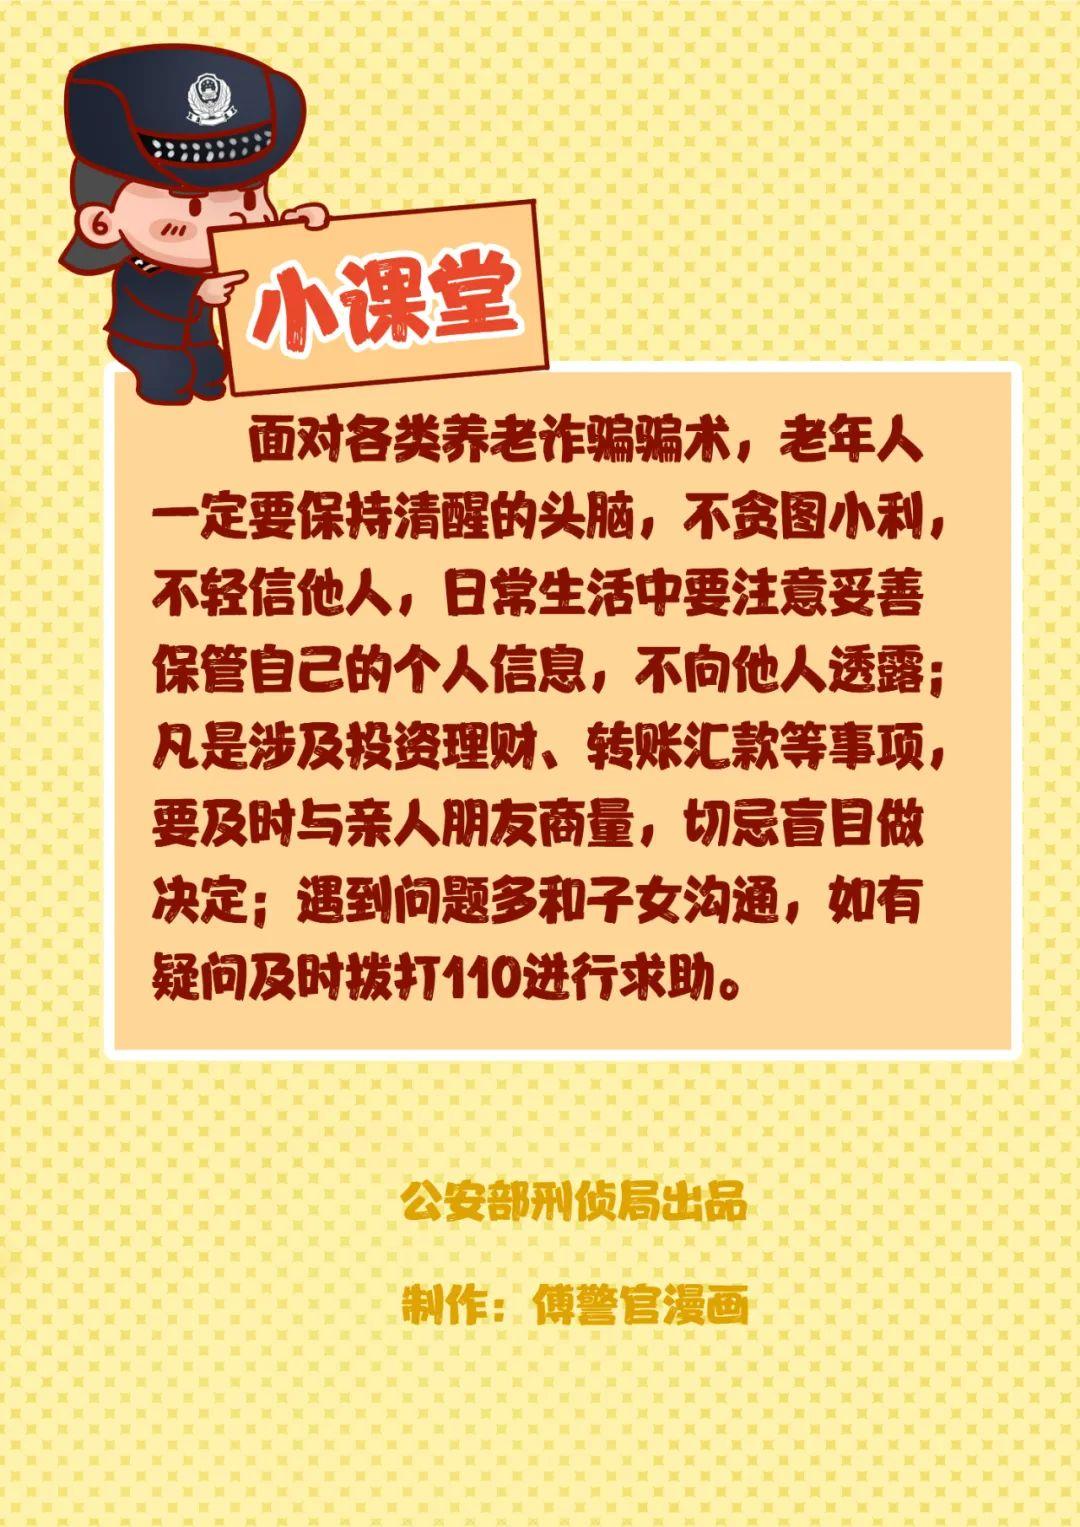 小课堂
面对各类养老诈骗骗术，老年人
一定要保持清醒的头脑，不贪图小利，
不轻信他人，日常生活中要注意妥善
保管自己的个人信息，不向他人透露；
凡是涉及投资理财、转账汇款等事项，
要及时与亲人朋友商量，切忌盲目做
决定；遇到问题多和子女沟通，如有
疑问及时拨打110进行求助。
公安部刑侦局出品
制作：傅警官漫画